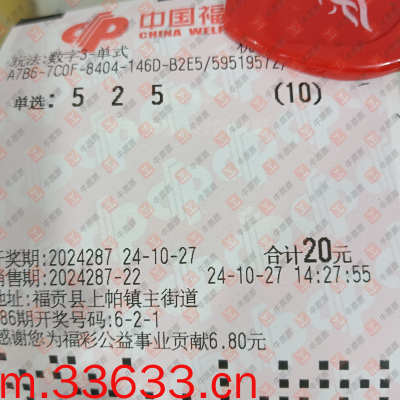 中国福
CHINA WELF
玩法:数字3-单式
A7B6-7C0F-8404-146D-B2E5/59519572/
单选: 5 2 5 (10)
开奖期:2024287 24-10-27 合计20元
销售期:2024287-22 24-10-27 14:27:55
地址:福贡县上帕镇主街道
86期开奖号码:6-2-1
感谢您为福彩公益事业贡献6.80元
m.33633.cn